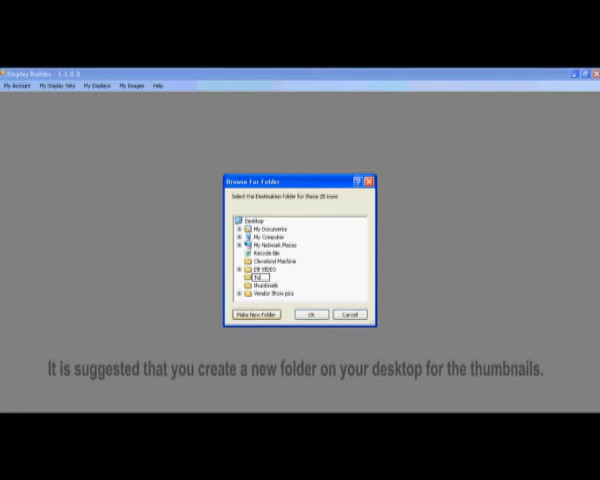 Display Builder - 1.1.0.8
My Account My Display Sets My Displays My Images Help
Browse For Folder
Select the Destination folder for these 20 icons
Desktop
My Documents
My Computer
My Network Places
Recycle Bin
Cleveland Machine
DB VIDEO
thumbnails
Vendor Show pics
Make New Folder OK Cancel
It is suggested that you create a new folder on your desktop for the thumbnails.